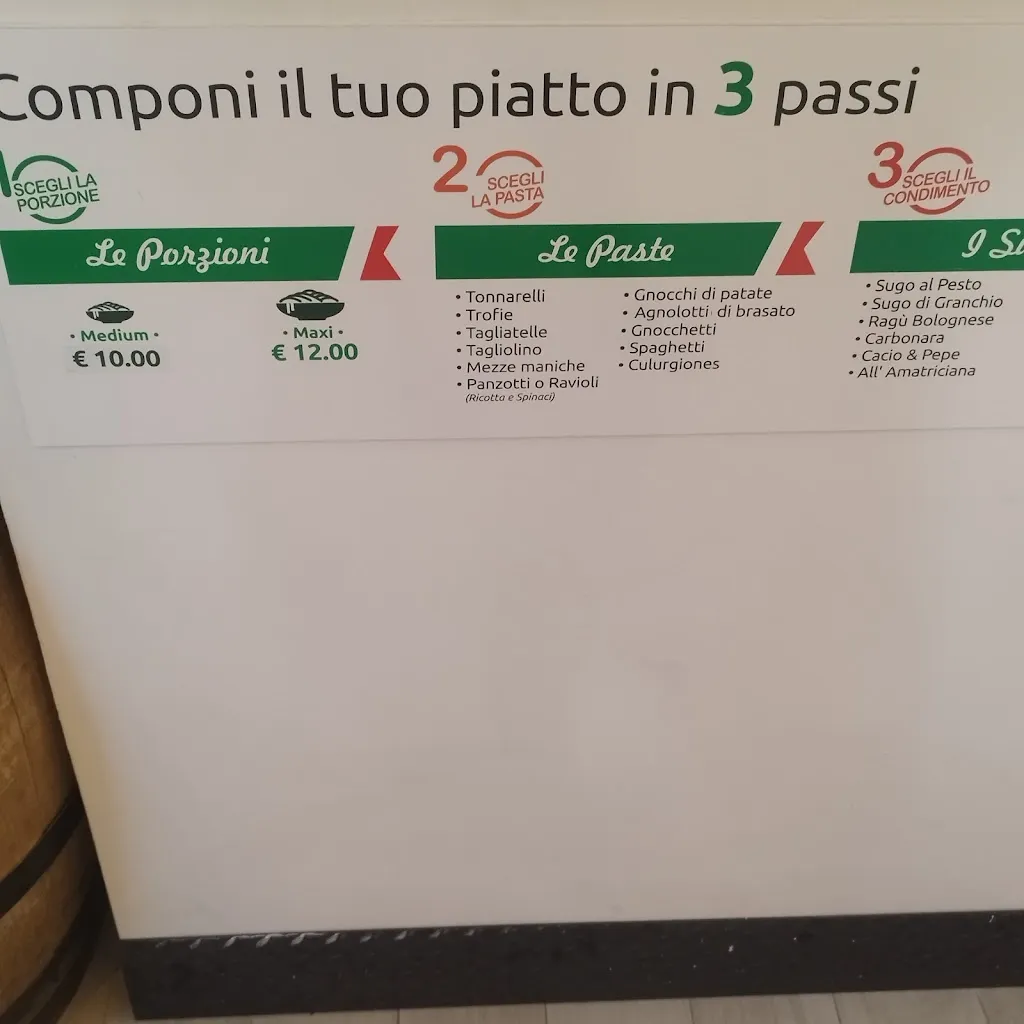 Componi il tuo piatto in 3 passi
1 SCEGLI LA
PORZIONE
Le Porzioni
• Medium •
€ 10.00
• Maxi •
€ 12.00
2 SCEGLI
LA PASTA
Le Paste
• Tonnarelli
• Trofie
• Tagliatelle
• Tagliolino
• Mezze maniche
• Panzotti o Ravioli
(Ricotta e Spinaci)
• Gnocchi di patate
• Agnolotti di brasato
• Gnocchetti
• Spaghetti
• Culurgiones
3 SCEGLI IL
CONDIMENTO
I
• Sugo al Pesto
• Sugo di Granchio
• Ragù Bolognese
• Carbonara
• Cacio & Pepe
• All' Amatriciana